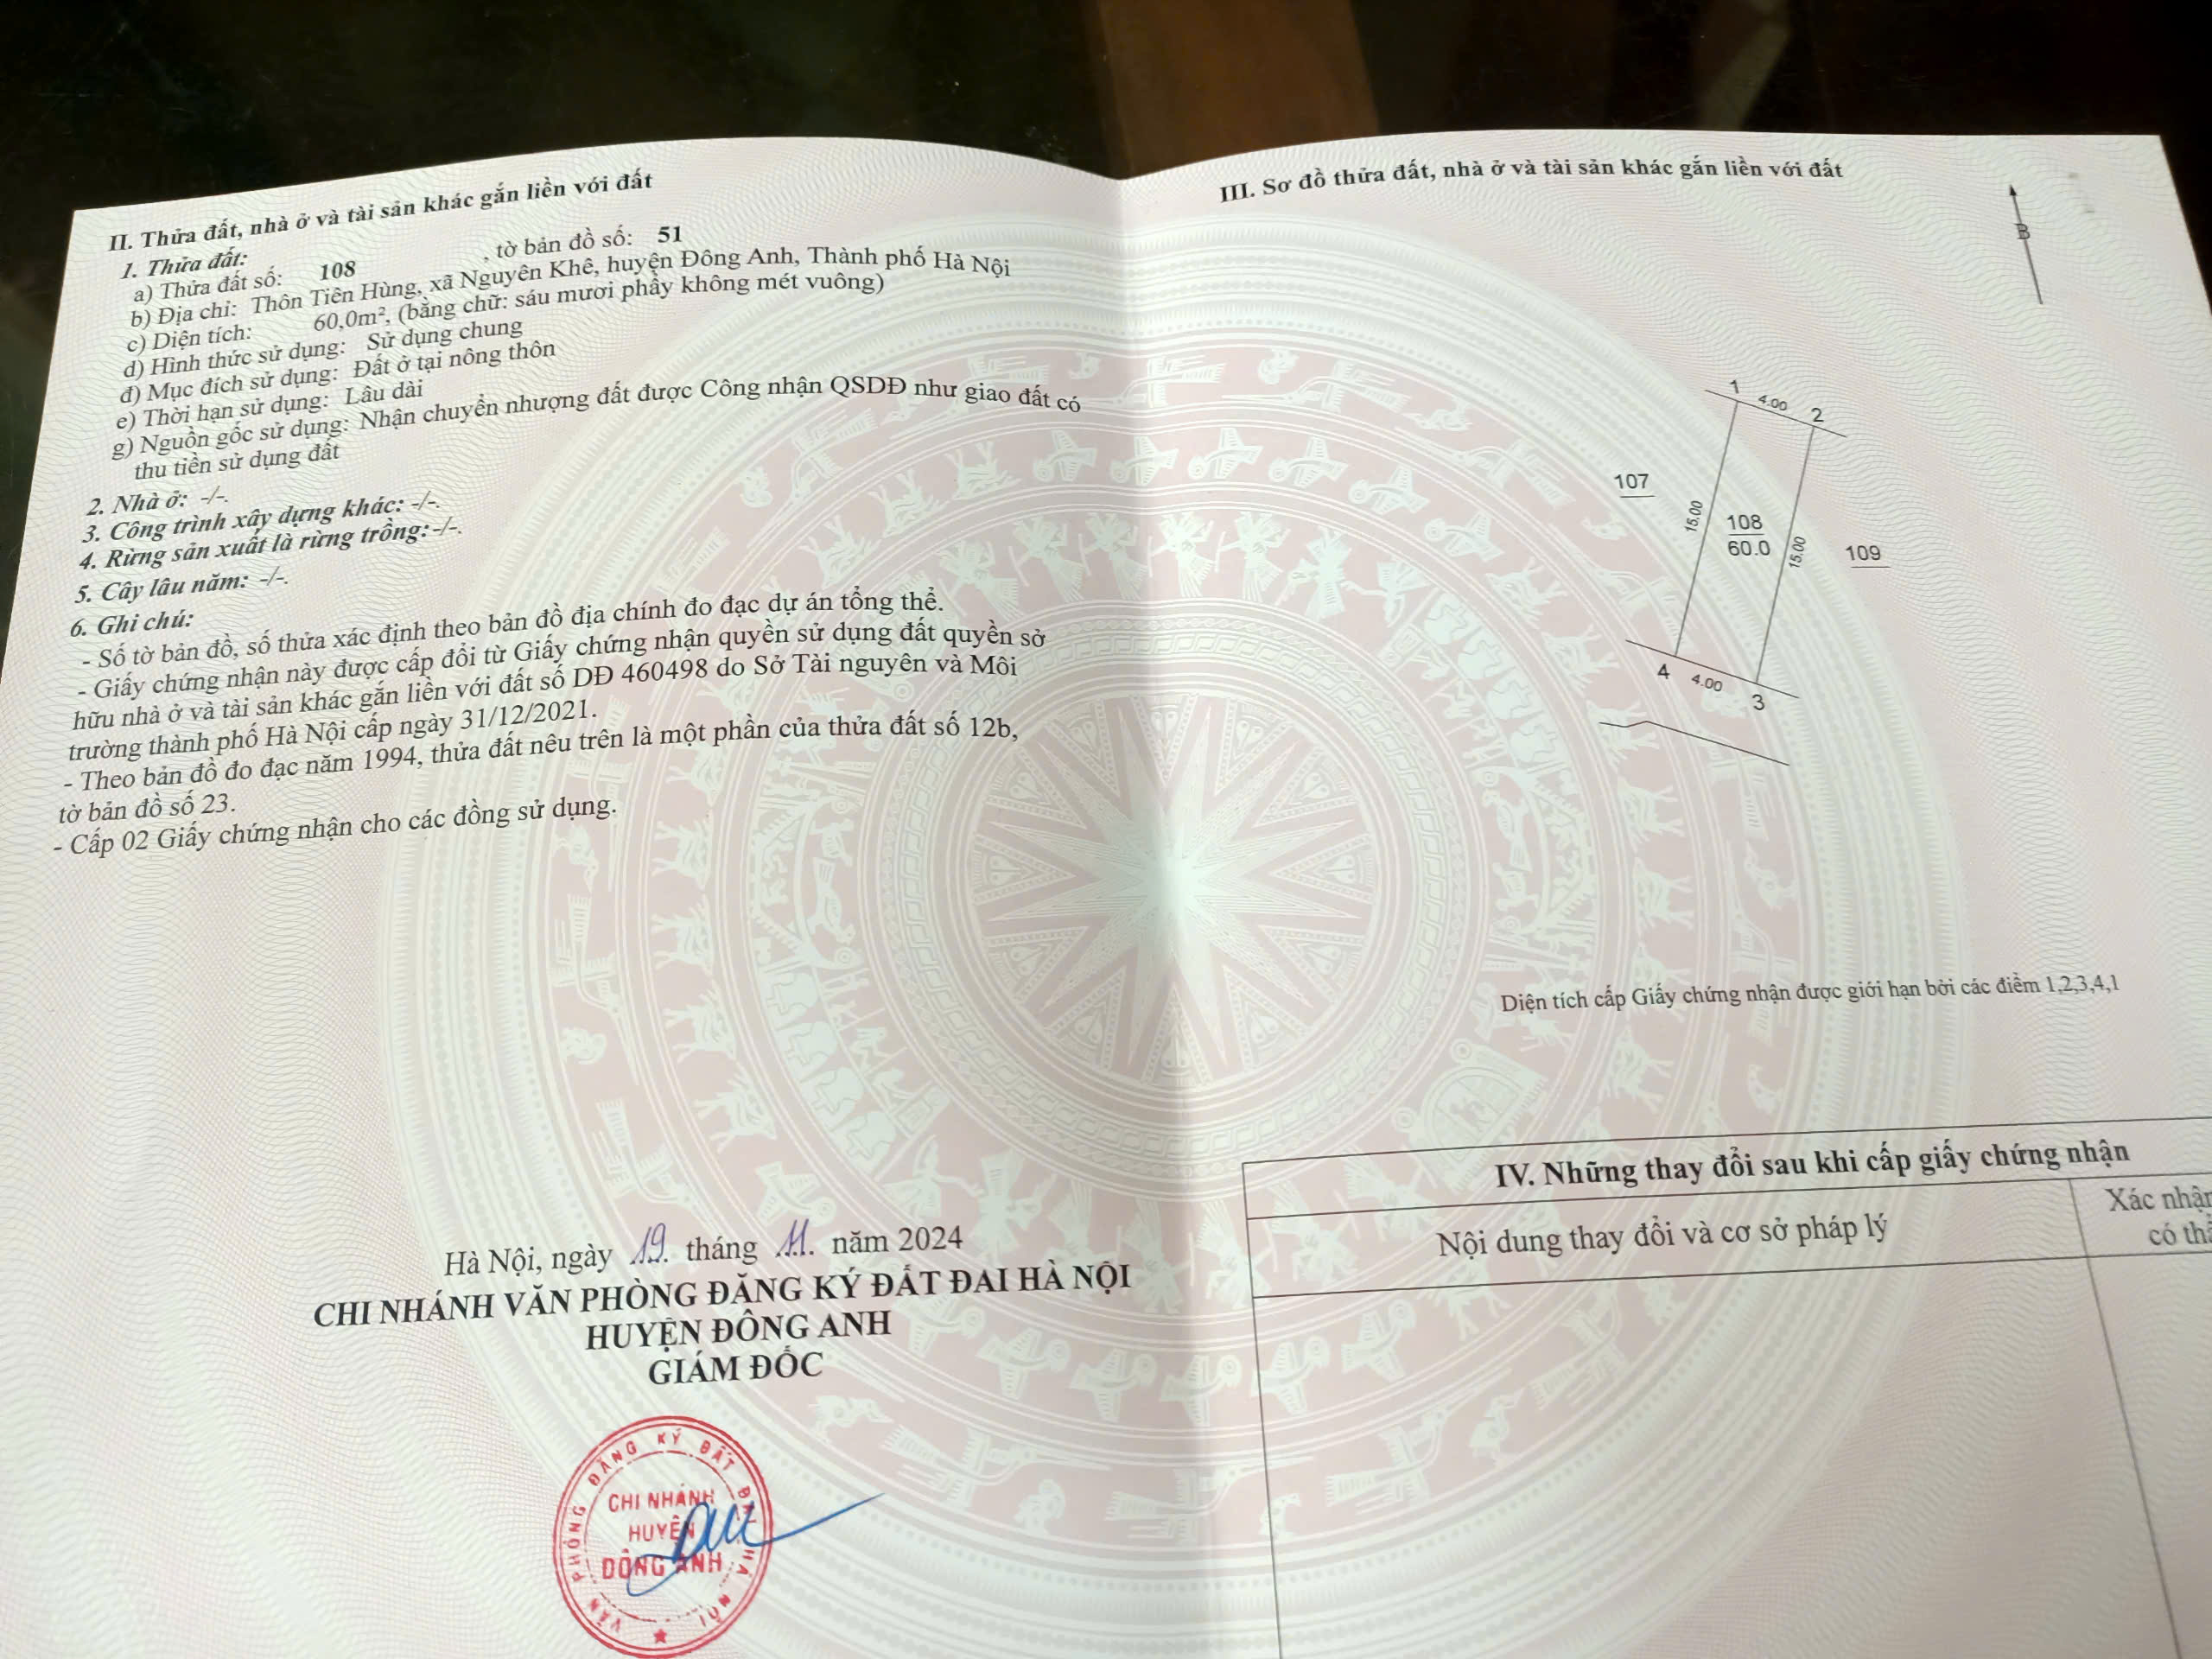 II. Thửa đất, nhà ở và tài sản khác gắn liền với đất
1. Thửa đất:
a) Thửa đất số: 108 , tờ bản đồ số: 51
b) Địa chỉ: Thôn Tiên Hùng, xã Nguyên Khê, huyện Đông Anh, Thành phố Hà Nội
c) Diện tích: 60,0m², (bằng chữ: sáu mươi phẩy không mét vuông)
d) Hình thức sử dụng: Sử dụng chung
đ) Mục đích sử dụng: Đất ở tại nông thôn
e) Thời hạn sử dụng: Lâu dài
g) Nguồn gốc sử dụng: Nhận chuyển nhượng đất được Công nhận QSDĐ như giao đất có
thu tiền sử dụng đất
2. Nhà ở: -/-.
3. Công trình xây dựng khác: -/-.
4. Rừng sản xuất là rừng trồng:-/-.
5. Cây lâu năm: -/-.
6. Ghi chú:
- Số tờ bản đồ, số thửa xác định theo bản đồ địa chính đo đạc dự án tổng thể.
- Giấy chứng nhận này được cấp đổi từ Giấy chứng nhận quyền sử dụng đất quyền sở
hữu nhà ở và tài sản khác gắn liền với đất số DĐ 460498 do Sở Tài nguyên và Môi
trường thành phố Hà Nội cấp ngày 31/12/2021.
- Theo bản đồ đo đạc năm 1994, thửa đất nêu trên là một phần của thửa đất số 12b,
tờ bản đồ số 23.
- Cấp 02 Giấy chứng nhận cho các đồng sử dụng.
Hà Nội, ngày 19 tháng 11 năm 2024
CHI NHÁNH VĂN PHÒNG ĐĂNG KÝ ĐẤT ĐAI HÀ NỘI
HUYỆN ĐÔNG ANH
GIÁM ĐỐC
VĂN PHÒNG ĐĂNG KÝ ĐẤT ĐAI HÀ NỘI
CHI NHÁNH
HUYỆN
ĐÔNG ANH
III. Sơ đồ thửa đất, nhà ở và tài sản khác gắn liền với đất
B
1
4.00
2
107
15.00
108
60.0
15.00
109
4
4.00
3
Diện tích cấp Giấy chứng nhận được giới hạn bởi các điểm 1,2,3,4,1
IV. Những thay đổi sau khi cấp giấy chứng nhận
Nội dung thay đổi và cơ sở pháp lý
Xác nhận
có